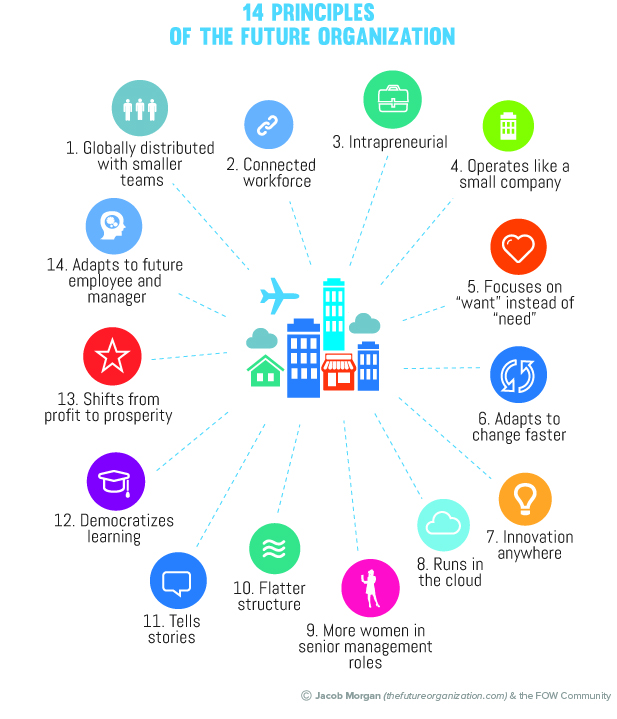 14 PRINCIPLES
OF THE FUTURE ORGANIZATION
1. Globally distributed
with smaller
teams
2. Connected
workforce
3. Intrapreneurial
4. Operates like a
small company
5. Focuses on
“want” instead of
“need”
6. Adapts to
change faster
7. Innovation
anywhere
8. Runs in
the cloud
9. More women in
senior management
roles
10. Flatter
structure
11. Tells
stories
12. Democratizes
learning
13. Shifts from
profit to prosperity
14. Adapts to future
employee and
manager
© Jacob Morgan (thefutureorganization.com) & the FOW Community